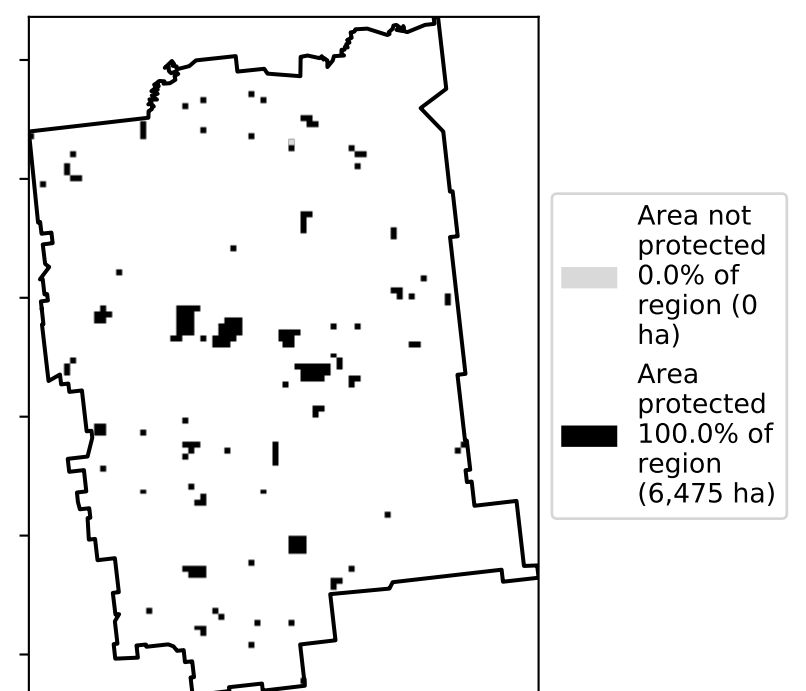 Area not
protected
0.0% of
region (0
ha)
Area
protected
100.0% of
region
(6,475 ha)